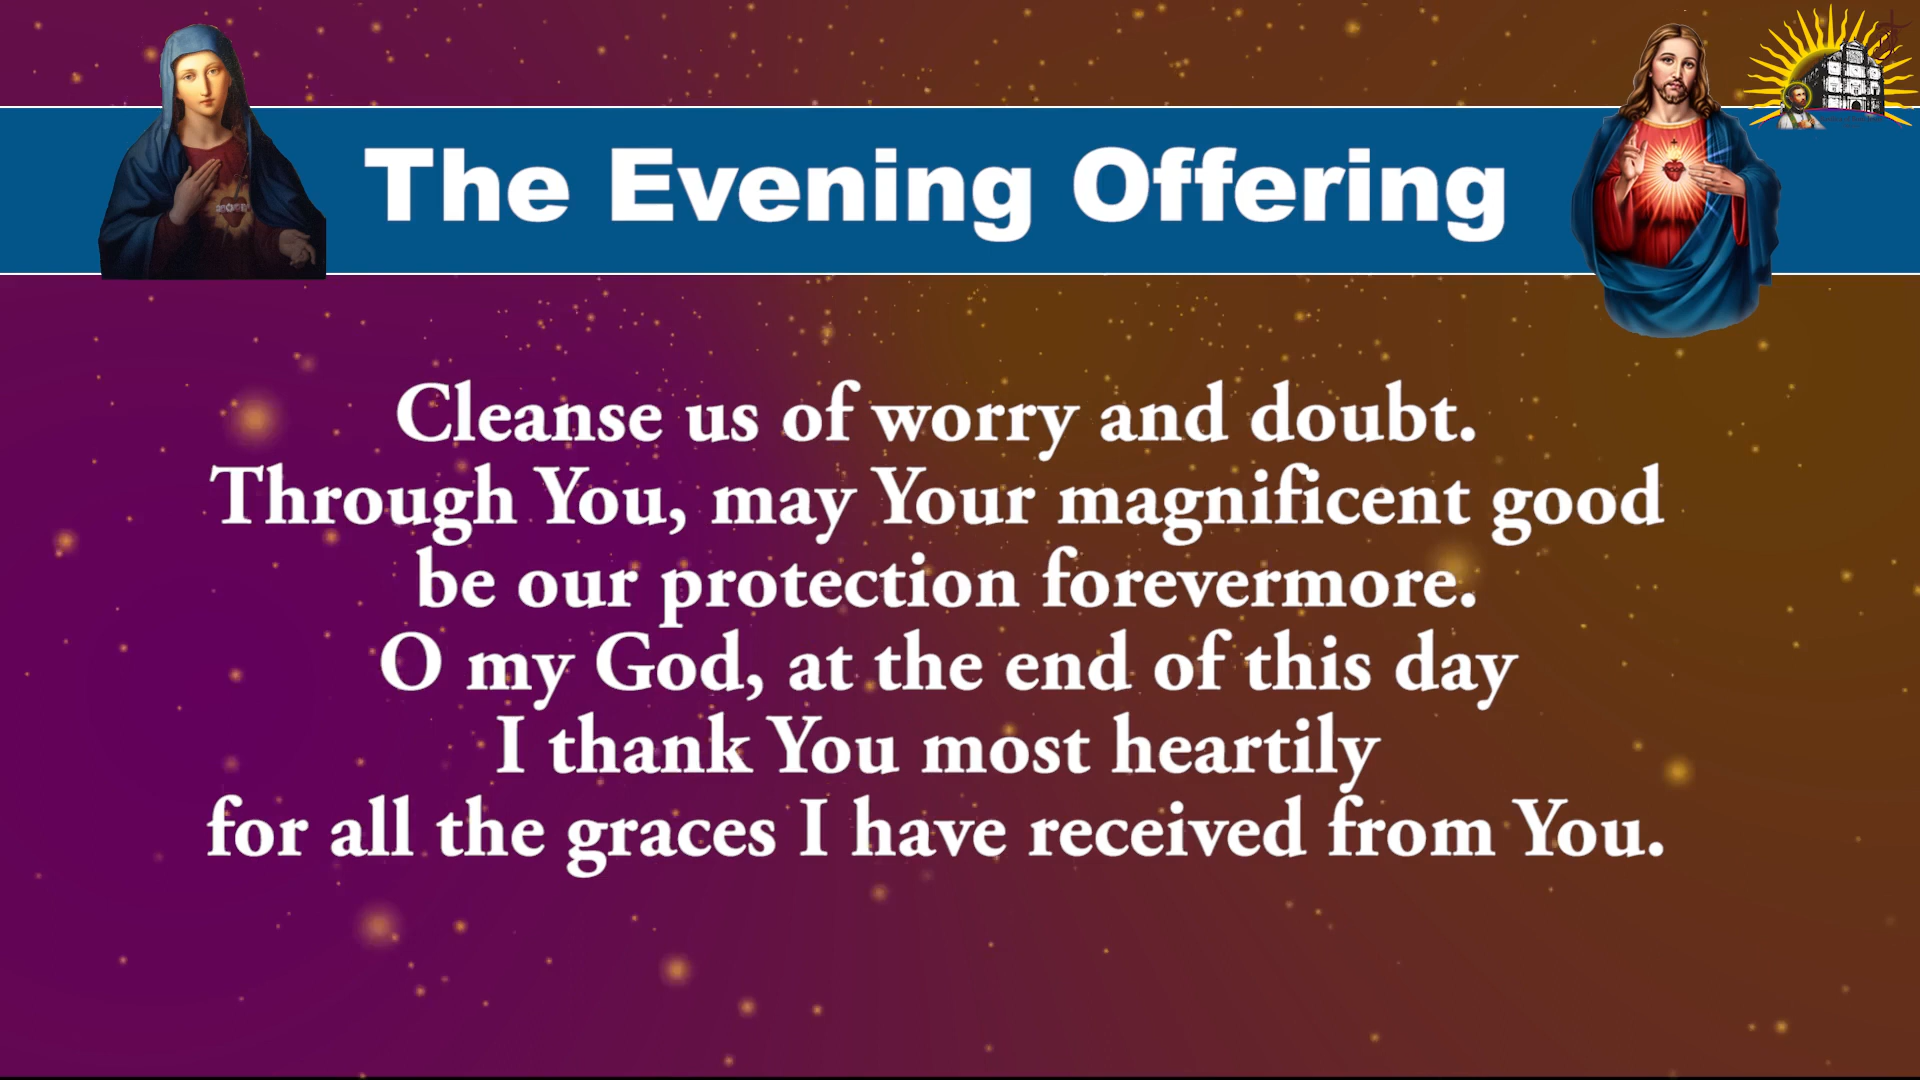 The Evening Offering
Cleanse us of worry and doubt.
Through You, may Your magnificent good
be our protection forevermore.
O my God, at the end of this day
I thank You most heartily
for all the graces I have received from You.